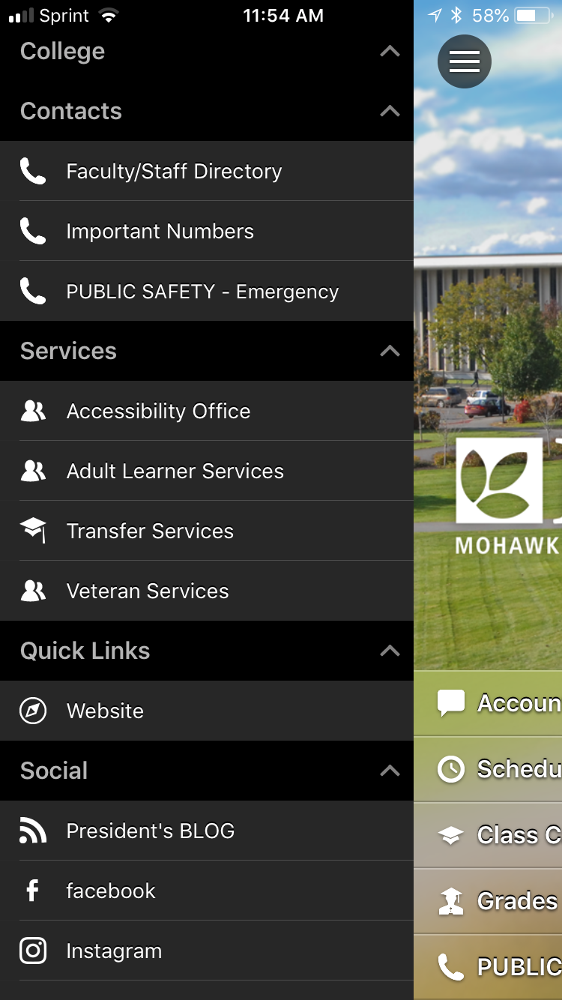 Sprint 11:54 AM 58%
College
Contacts
Faculty/Staff Directory
Important Numbers
PUBLIC SAFETY - Emergency
Services
Accessibility Office
Adult Learner Services
Transfer Services
Veteran Services
Quick Links
Website
Social
President's BLOG
facebook
Instagram
MOHAWK
Accoun
Schedu
Class C
Grades
PUBLIC